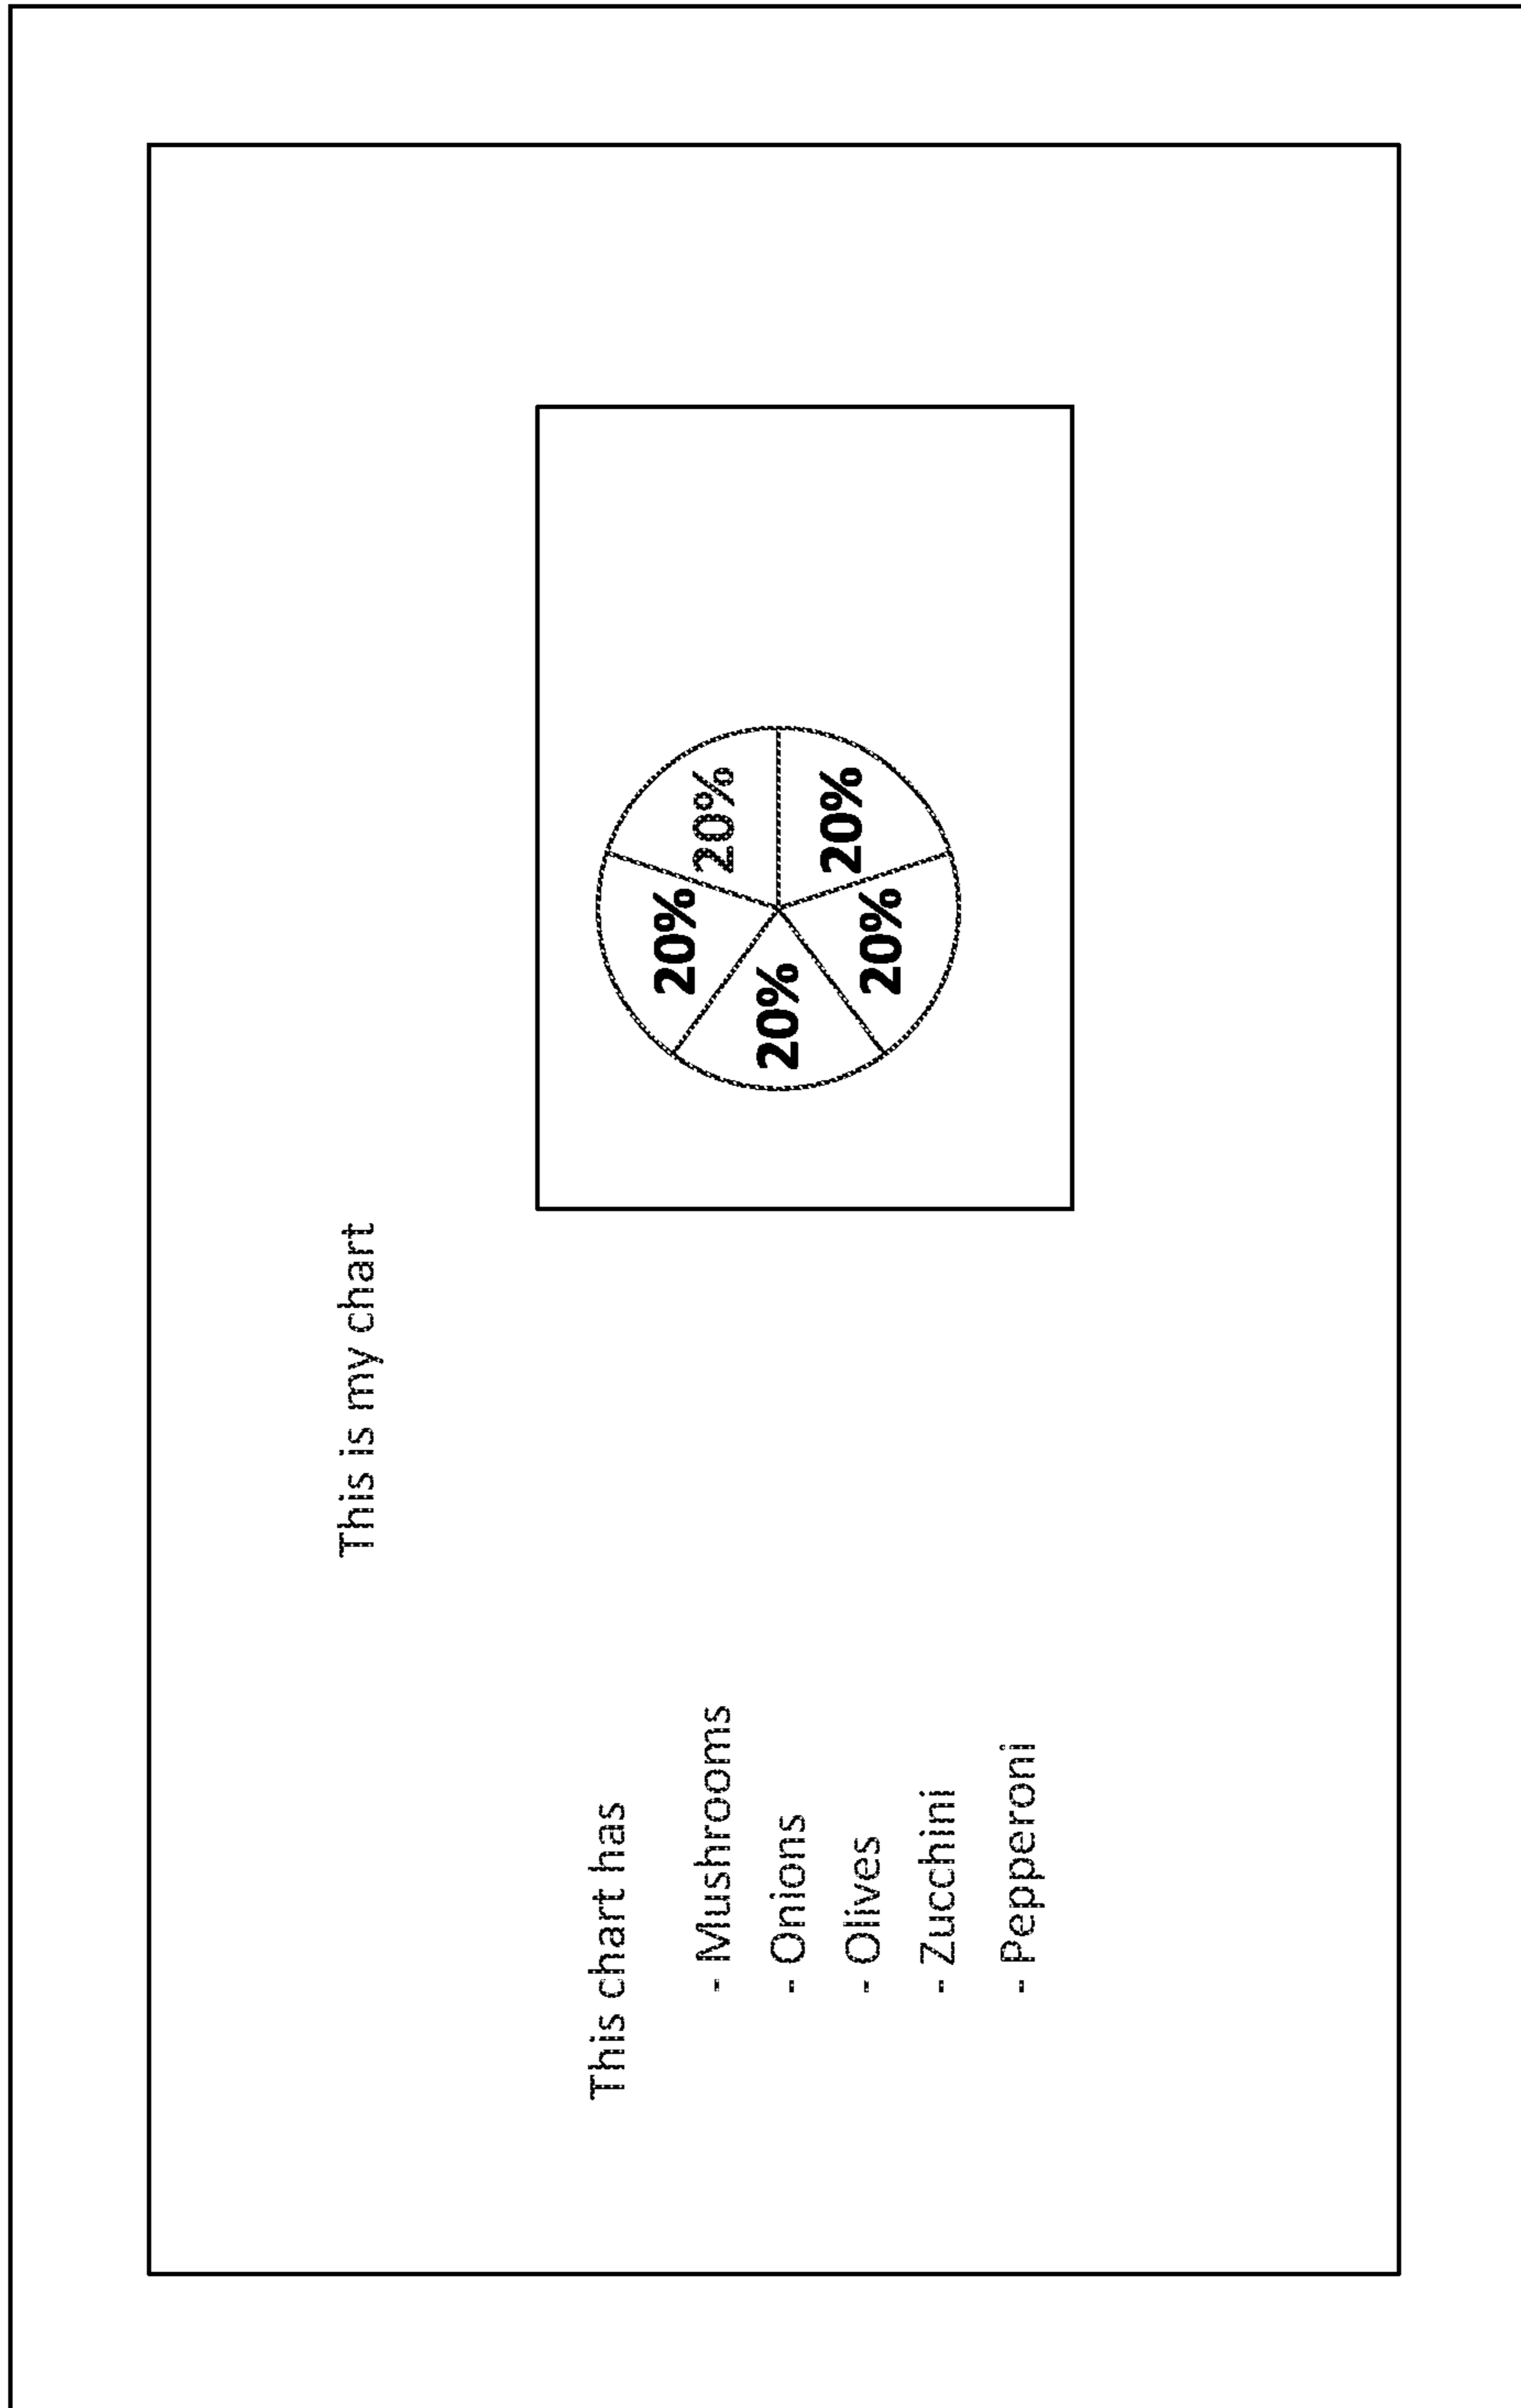 This is my chart
This chart has
- Mushrooms
- Onions
- Olives
- Zucchini
- Pepperoni
20%
20%
20%
20%
20%